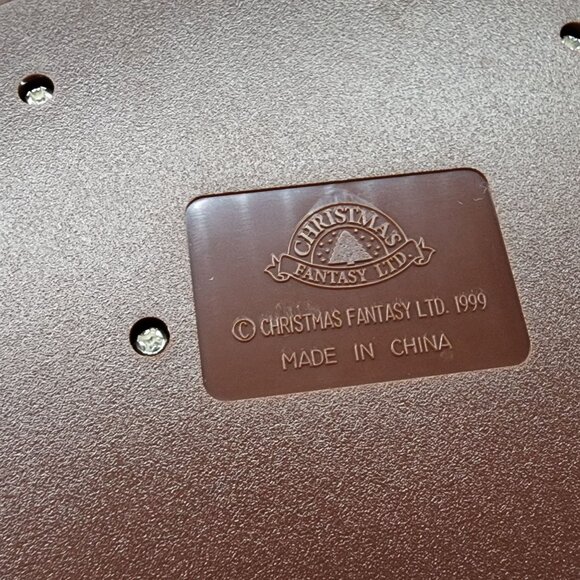 CHRISTMAS
FANTASY LTD.
© CHRISTMAS FANTASY LTD. 1999
MADE IN CHINA